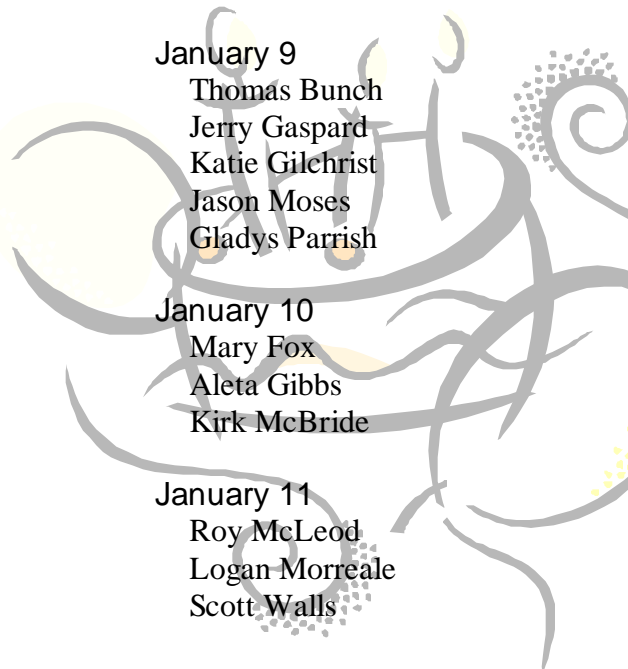 January 9
Thomas Bunch
Jerry Gaspard
Katie Gilchrist
Jason Moses
Gladys Parrish
January 10
Mary Fox
Aleta Gibbs
Kirk McBride
January 11
Roy McLeod
Logan Morreale
Scott Walls